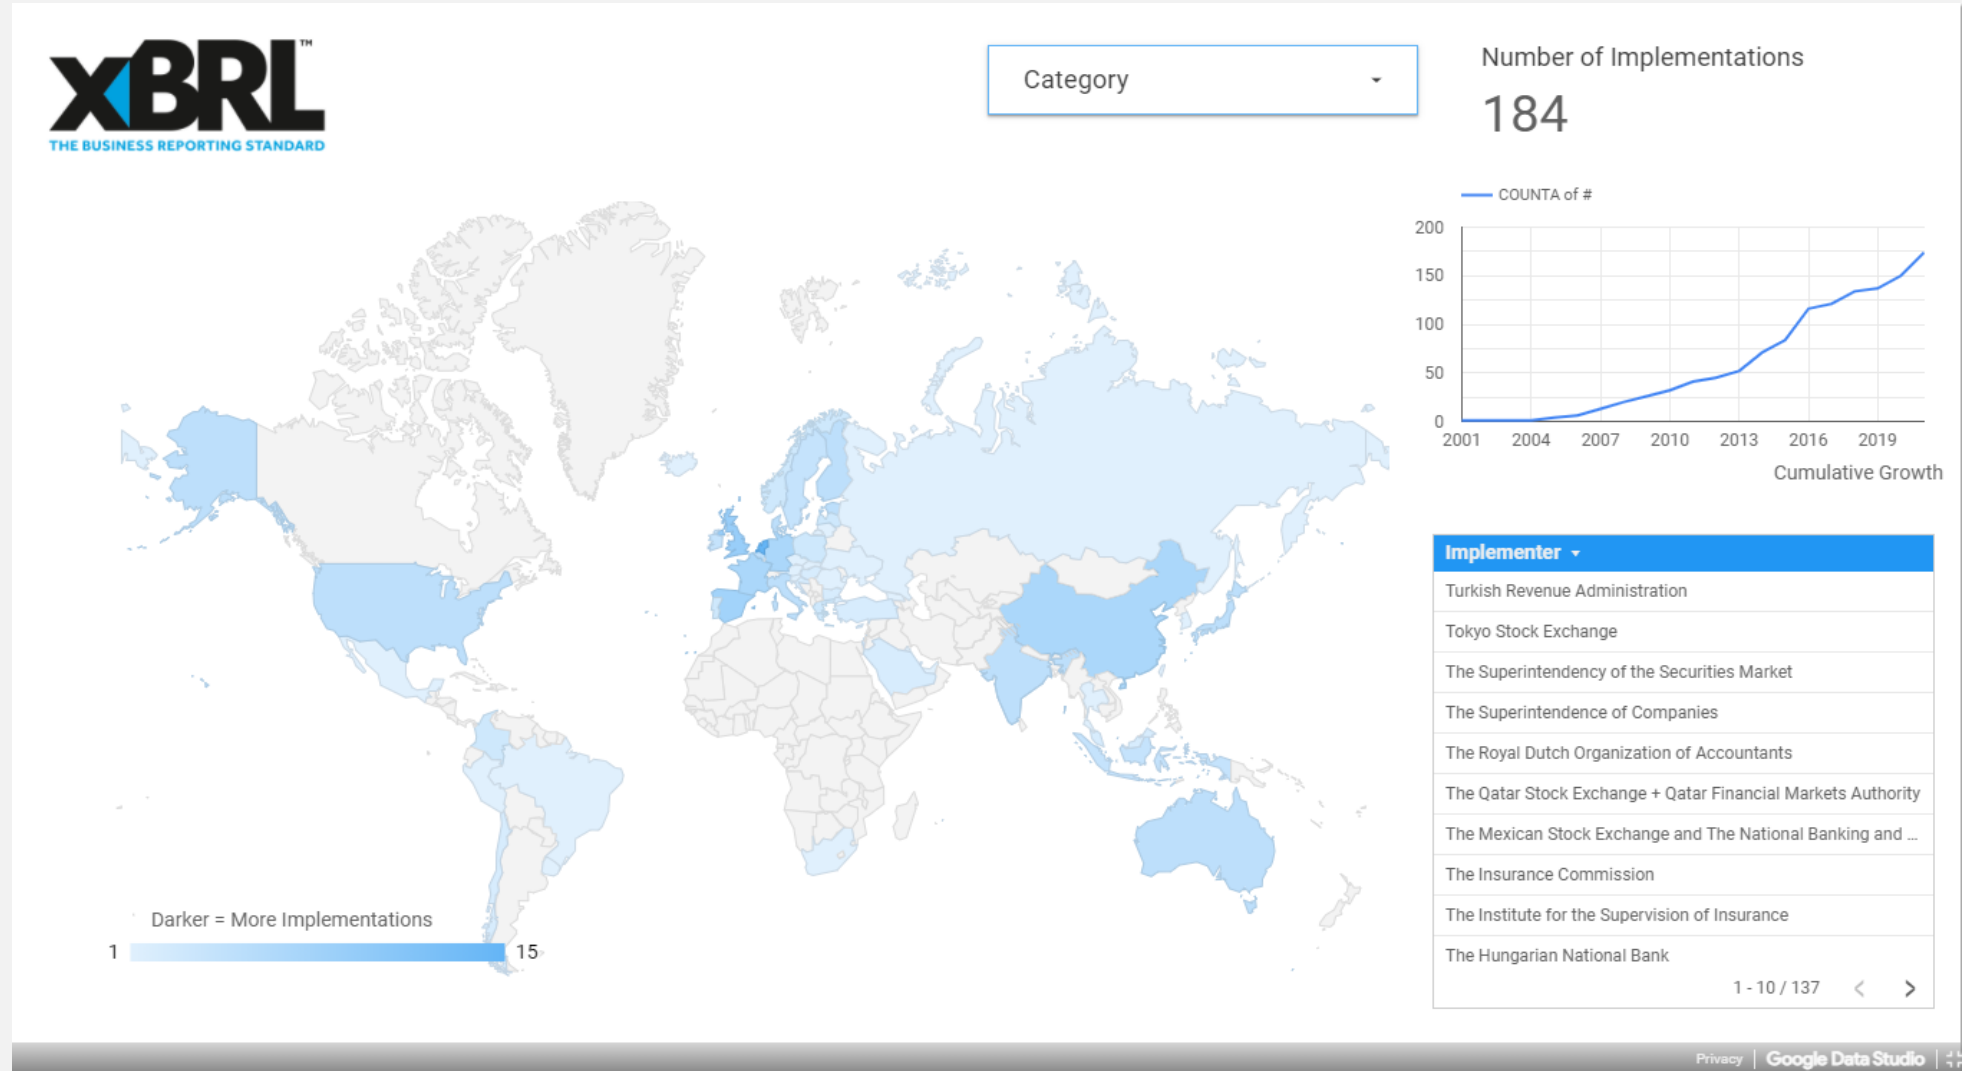 XBRL™
THE BUSINESS REPORTING STANDARD
Category
Number of Implementations
184
COUNTA of #
200
150
100
50
0
2001 2004 2007 2010 2013 2016 2019
Cumulative Growth
Implementer
Turkish Revenue Administration
Tokyo Stock Exchange
The Superintendency of the Securities Market
The Superintendence of Companies
The Royal Dutch Organization of Accountants
The Qatar Stock Exchange + Qatar Financial Markets Authority
The Mexican Stock Exchange and The National Banking and ...
The Insurance Commission
The Institute for the Supervision of Insurance
The Hungarian National Bank
1 - 10 / 137
Darker = More Implementations
1 15
Privacy | Google Data Studio |